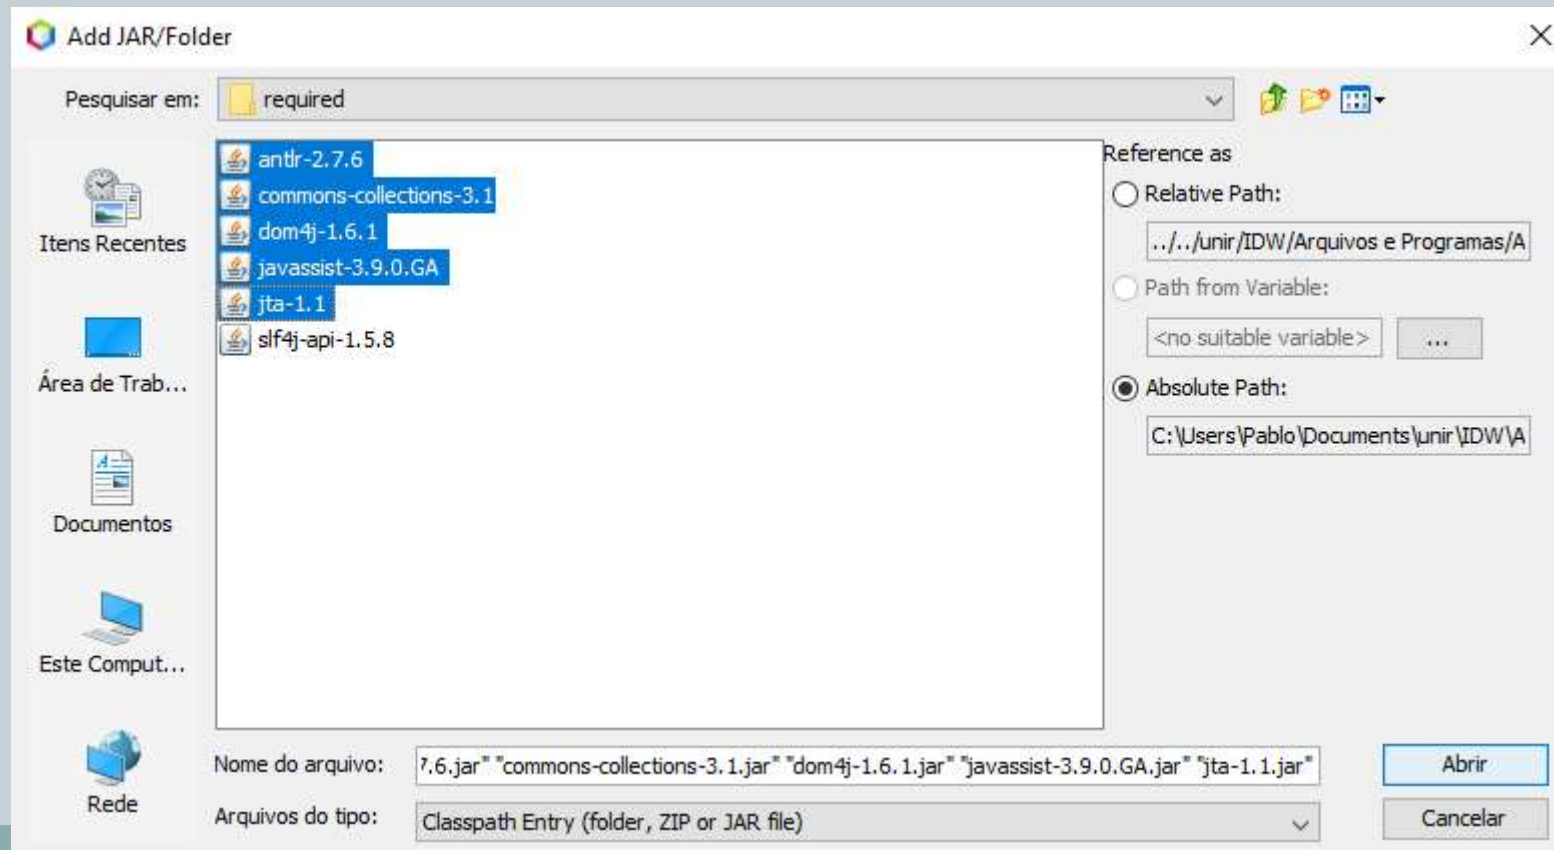 Add JAR/Folder
Pesquisar em:
required
Itens Recentes
Área de Trab...
Documentos
Este Comput...
Rede
antlr-2.7.6
commons-collections-3.1
dom4j-1.6.1
javassist-3.9.0.GA
jta-1.1
slf4j-api-1.5.8
Reference as
Relative Path:
../../unir/IDW/Arquivos e Programas/A
Path from Variable:
<no suitable variable>
...
Absolute Path:
C:\Users\Pablo\Documents\unir\IDW\A
Nome do arquivo:
7.6.jar" "commons-collections-3.1.jar" "dom4j-1.6.1.jar" "javassist-3.9.0.GA.jar" "jta-1.1.jar"
Abrir
Arquivos do tipo:
Classpath Entry (folder, ZIP or JAR file)
Cancelar